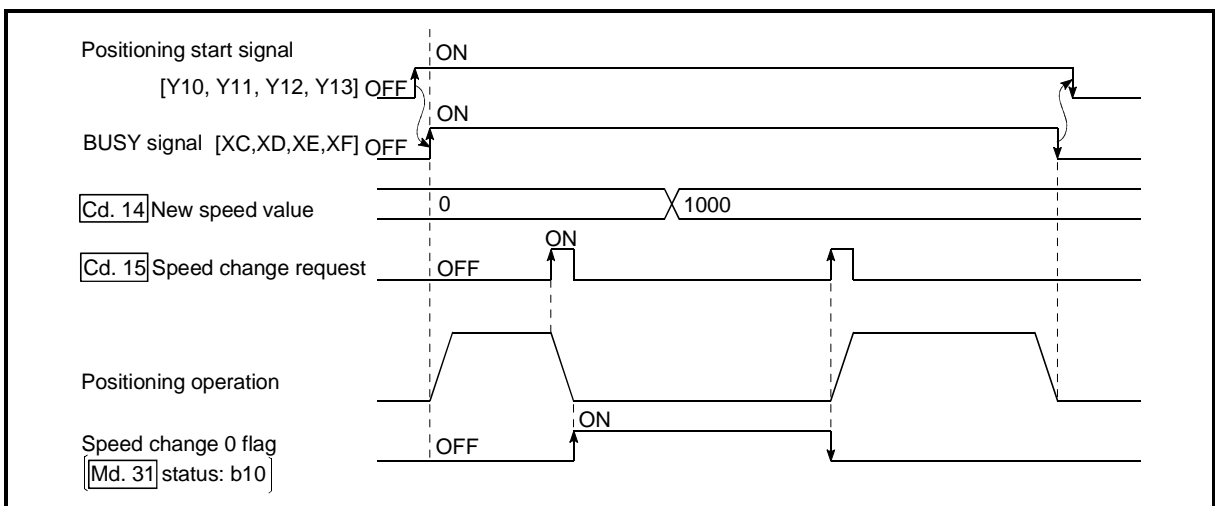 Positioning start signal
ON
[Y10, Y11, Y12, Y13] OFF
ON
BUSY signal [XC,XD,XE,XF] OFF
Cd. 14 New speed value
0
1000
ON
Cd. 15 Speed change request
OFF
Positioning operation
ON
Speed change 0 flag
OFF
Md. 31 status: b10